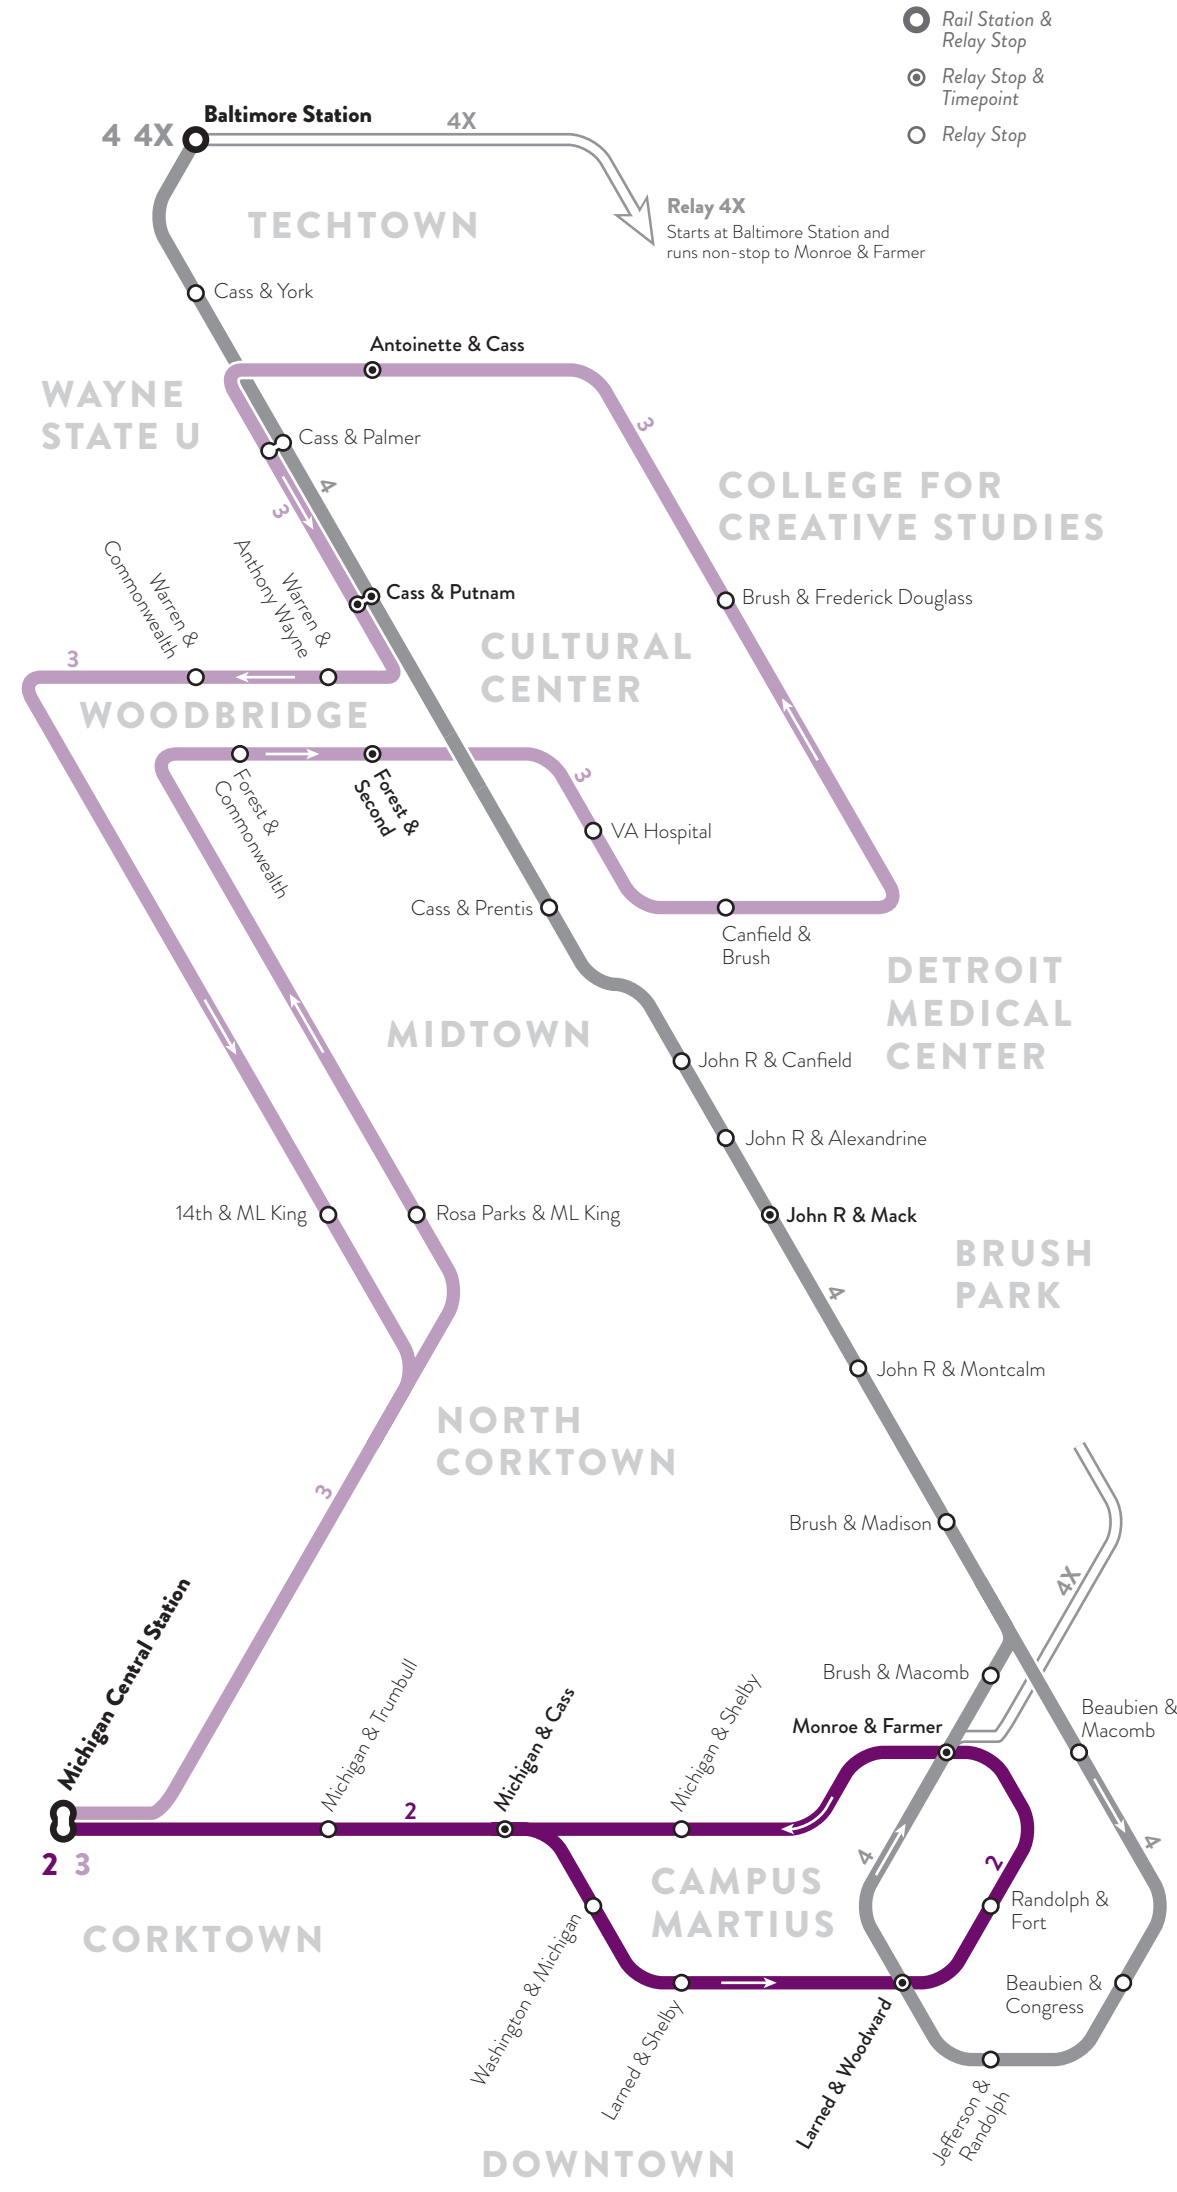 Rail Station &
Relay Stop
Relay Stop &
Timepoint
Relay Stop
Baltimore Station
4 4X
4X
Relay 4X
Starts at Baltimore Station and
runs non-stop to Monroe & Farmer
TECHTOWN
Cass & York
Antoinette & Cass
WAYNE
STATE U
3
Cass & Palmer
4
3
COLLEGE FOR
CREATIVE STUDIES
Warren &
Commonwealth
Warren &
Anthony Wayne
Cass & Putnam
Brush & Frederick Douglass
CULTURAL
CENTER
3
WOODBRIDGE
Forest &
Commonwealth
Forest &
Second
3
VA Hospital
Cass & Prentis
Canfield &
Brush
DETROIT
MEDICAL
CENTER
MIDTOWN
John R & Canfield
John R & Alexandrine
14th & ML King
Rosa Parks & ML King
John R & Mack
BRUSH
PARK
4
John R & Montcalm
NORTH
CORKTOWN
3
Brush & Madison
4X
Michigan Central Station
Michigan & Trumbull
Michigan & Cass
Michigan & Shelby
Brush & Macomb
Monroe & Farmer
Beaubien &
Macomb
2
2 3
4
2
4
CAMPUS
MARTIUS
Randolph &
Fort
CORKTOWN
Washington & Michigan
Larned & Shelby
Larned & Woodward
Beaubien &
Congress
Jefferson &
Randolph
DOWNTOWN